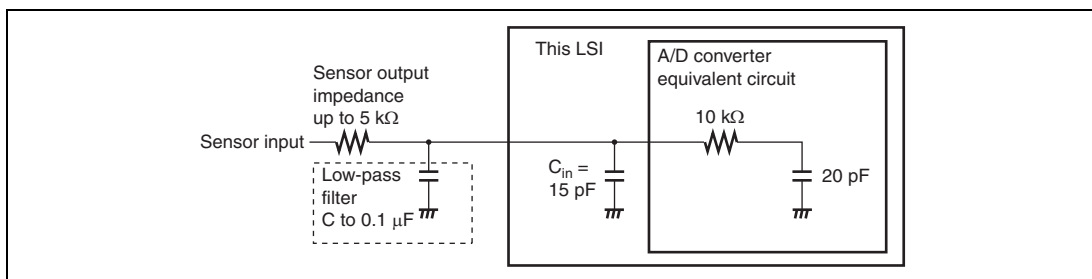 This LSI
A/D converter
equivalent circuit
Sensor output
impedance
up to 5 kΩ
10 kΩ
Sensor input
Low-pass
filter
C to 0.1 μF
Cin =
15 pF
20 pF